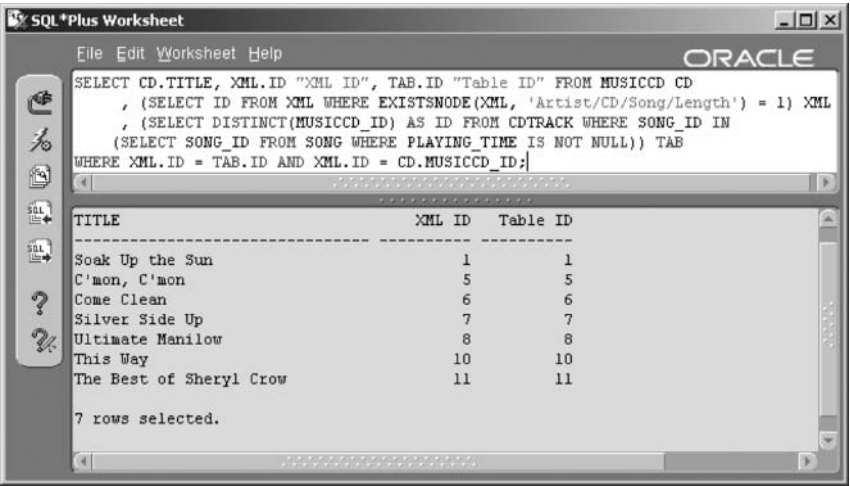 SQL*Plus Worksheet
File Edit Worksheet Help
ORACLE
SELECT CD.TITLE, XML.ID "XML ID", TAB.ID "Table ID" FROM MUSICCD CD
, (SELECT ID FROM XML WHERE EXISTSNODE(XML, 'Artist/CD/Song/Length') = 1) XML
, (SELECT DISTINCT(MUSICCD_ID) AS ID FROM CDTRACK WHERE SONG_ID IN
(SELECT SONG_ID FROM SONG WHERE PLAYING_TIME IS NOT NULL)) TAB
WHERE XML.ID = TAB.ID AND XML.ID = CD.MUSICCD_ID;
SQL
SQL
TITLE XML ID Table ID
------------------------------- ---------- ----------
Soak Up the Sun 1 1
C'mon, C'mon 5 5
Come Clean 6 6
Silver Side Up 7 7
Ultimate Manilow 8 8
This Way 10 10
The Best of Sheryl Crow 11 11
7 rows selected.